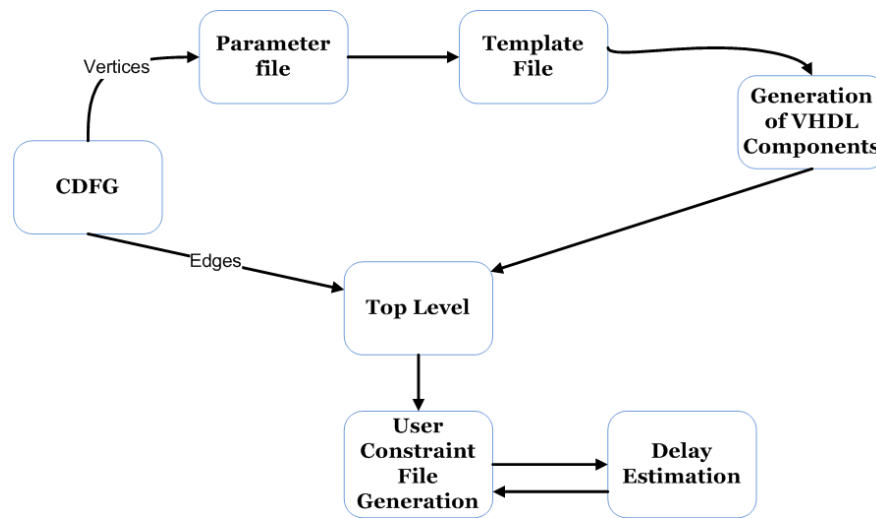 Parameter
file
Template
File
Vertices
Generation
of VHDL
Components
CDFG
Edges
Top Level
User
Constraint
File
Generation
Delay
Estimation